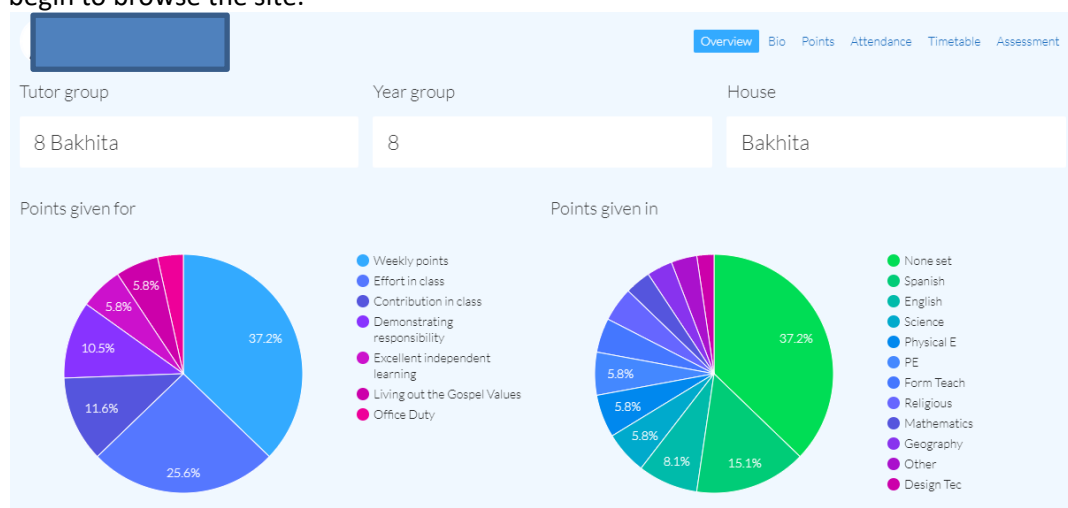 begin to browse the site.
Overview Bio Points Attendance Timetable Assessment
Tutor group
Year group
House
8 Bakhita
8
Bakhita
Points given for
Points given in
37.2%
25.6%
11.6%
10.5%
5.8%
5.8%
Weekly points
Effort in class
Contribution in class
Demonstrating
responsibility
Excellent independent
learning
Living out the Gospel Values
Office Duty
37.2%
15.1%
8.1%
5.8%
5.8%
5.8%
None set
Spanish
English
Science
Physical E
PE
Form Teach
Religious
Mathematics
Geography
Other
Design Tec